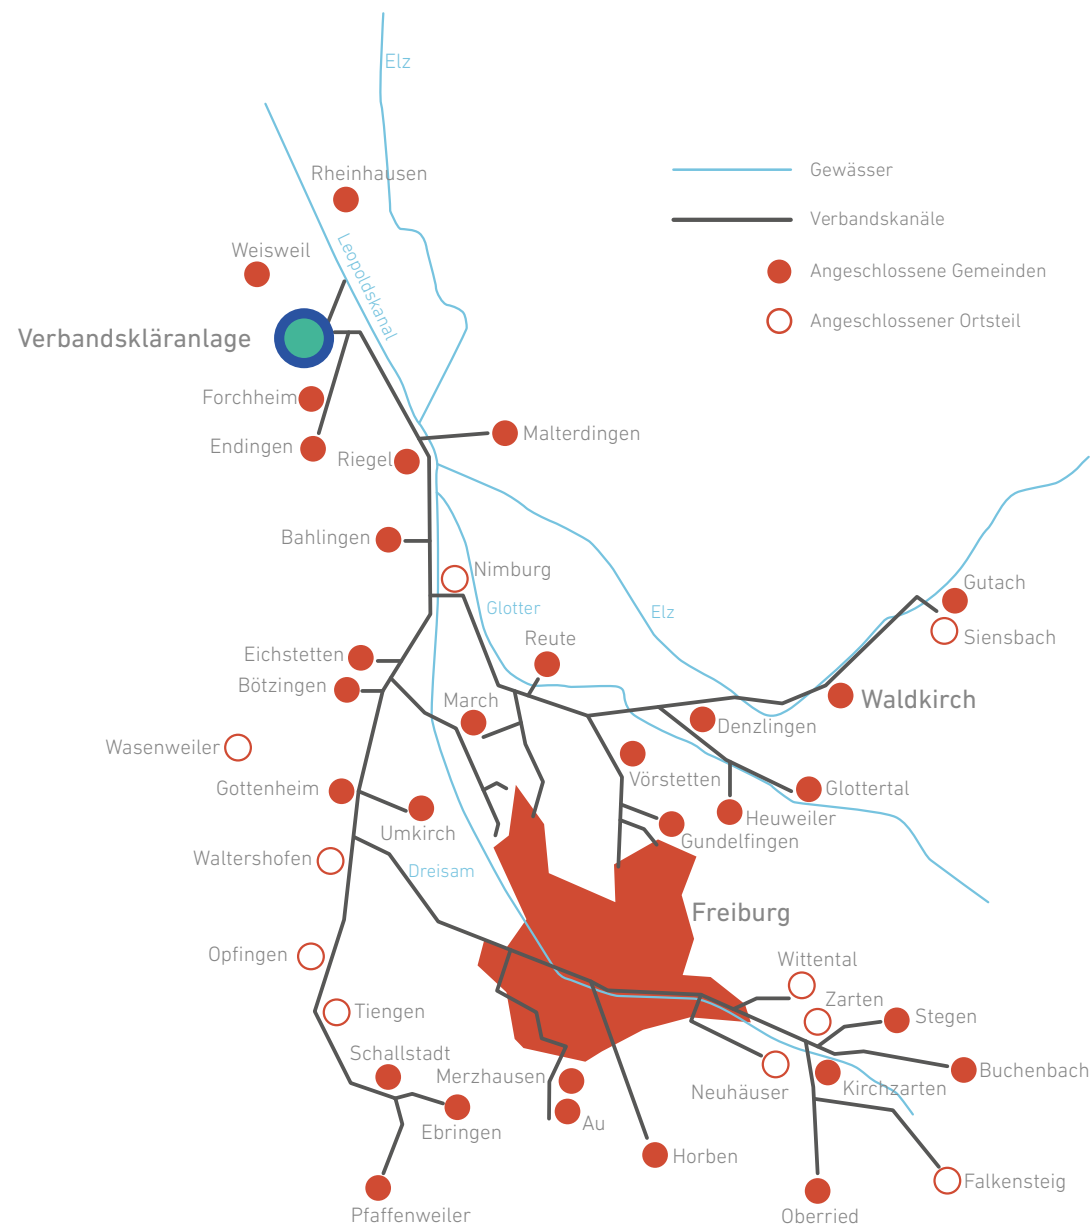 Elz
Rheinhausen
Gewässer
Verbandskanäle
Weisweil
Leopoldskanal
Angeschlossene Gemeinden
Angeschlossener Ortsteil
Verbandskläranlage
Forchheim
Endingen
Riegel
Malterdingen
Bahlingen
Nimburg
Glotter
Elz
Gutach
Siensbach
Reute
Eichstetten
Bötzingen
March
Waldkirch
Denzlingen
Wasenweiler
Gottenheim
Vörstetten
Glottertal
Umkirch
Heuweiler
Gundelfingen
Waltershofen
Dreisam
Freiburg
Opfingen
Wittental
Zarten
Tiengen
Stegen
Schallstadt
Merzhausen
Neuhäuser
Kirchzarten
Buchenbach
Ebringen
Au
Horben
Falkensteig
Pfaffenweiler
Oberried